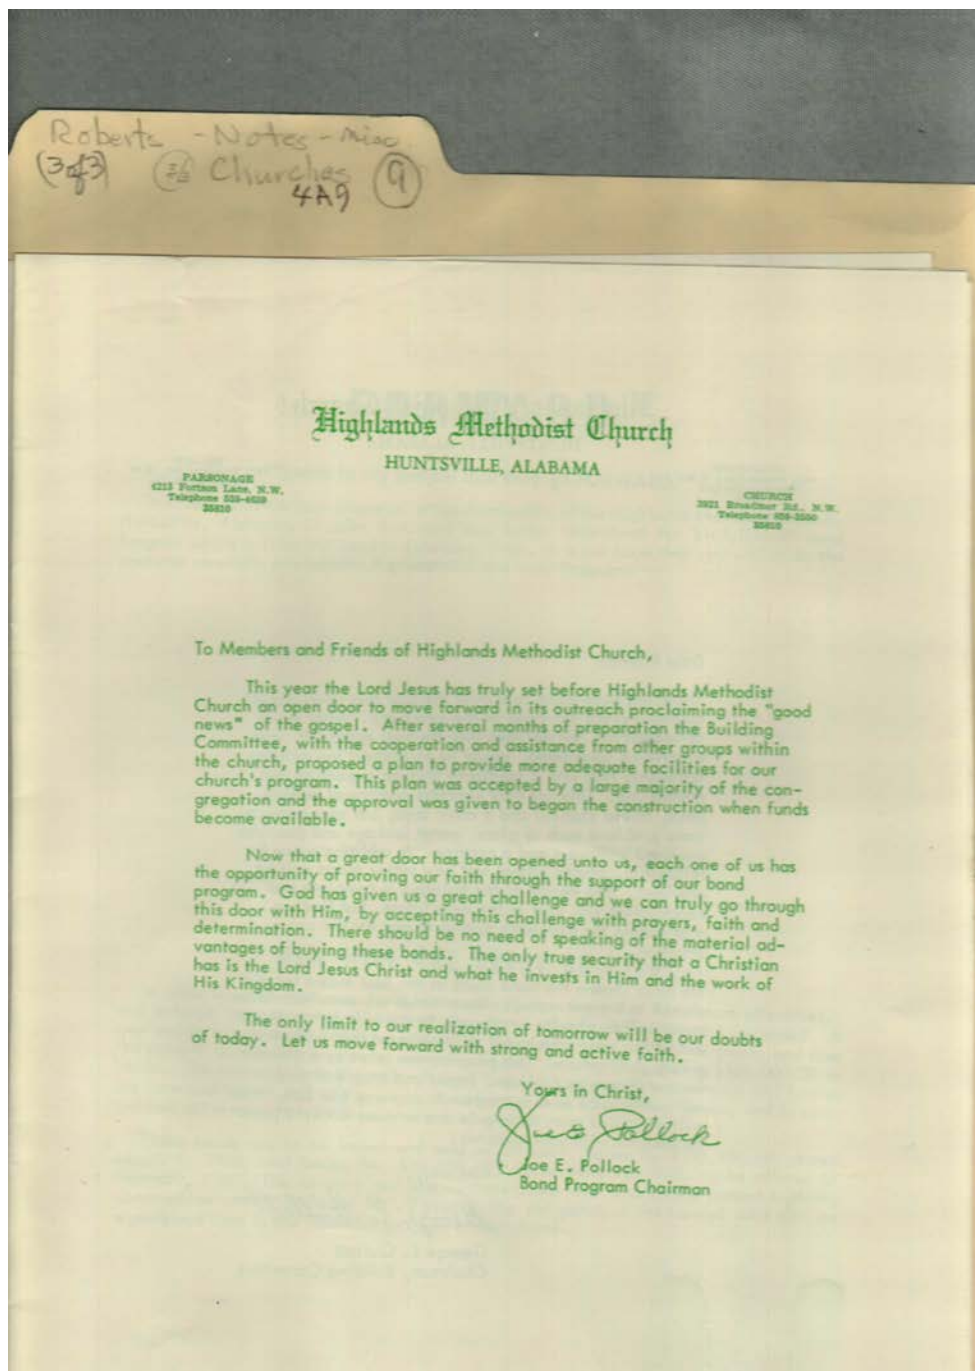 Roberts - Notes - Misc.
(3 of 3) Churches 9
4A9
Highlands Methodist Church
HUNTSVILLE, ALABAMA
PARSONAGE
Lane, N.W.
Telephone
35810
CHURCH
Rd., N.W.
Telephone
35810
To Members and Friends of Highlands Methodist Church,
This year the Lord Jesus has truly set before Highlands Methodist
Church an open door to move forward in its outreach proclaiming the "good
news" of the gospel. After several months of preparation the Building
Committee, with the cooperation and assistance from other groups within
the church, proposed a plan to provide more adequate facilities for our
church's program. This plan was accepted by a large majority of the con-
gregation and the approval was given to began the construction when funds
become available.
Now that a great door has been opened unto us, each one of us has
the opportunity of proving our faith through the support of our bond
program. God has given us a great challenge and we can truly go through
this door with Him, by accepting this challenge with prayers, faith and
determination. There should be no need of speaking of the material ad-
vantages of buying these bonds. The only true security that a Christian
has is the Lord Jesus Christ and what he invests in Him and the work of
His Kingdom.
The only limit to our realization of tomorrow will be our doubts
of today. Let us move forward with strong and active faith.
Yours in Christ,
Joe E Pollock
Joe E. Pollock
Bond Program Chairman